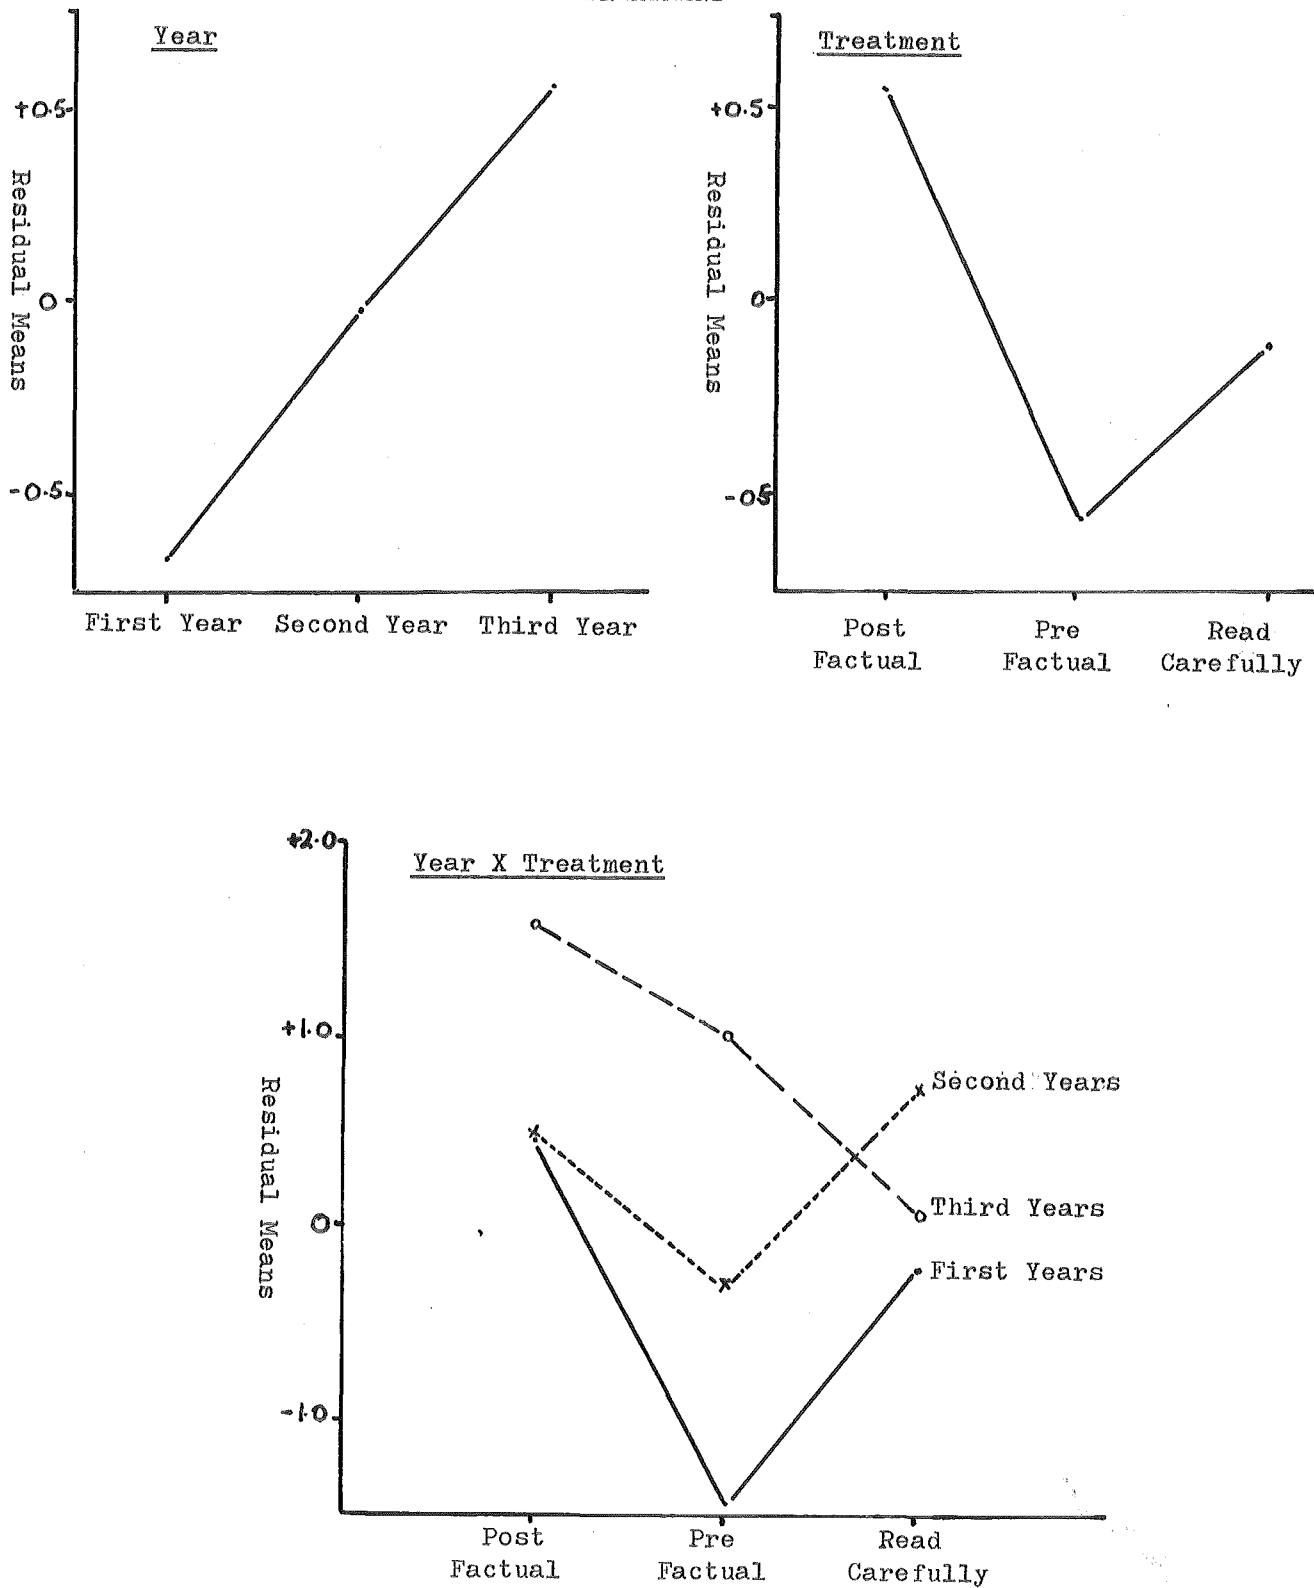 Year
+0.5
0
-0.5
Residual Means
First Year Second Year Third Year
Treatment
+0.5
0
-05
Residual Means
Post Factual
Pre Factual
Read Carefully
Year X Treatment
+2.0
+1.0
0
-1.0
Residual Means
Second Years
Third Years
First Years
Post Factual
Pre Factual
Read Carefully